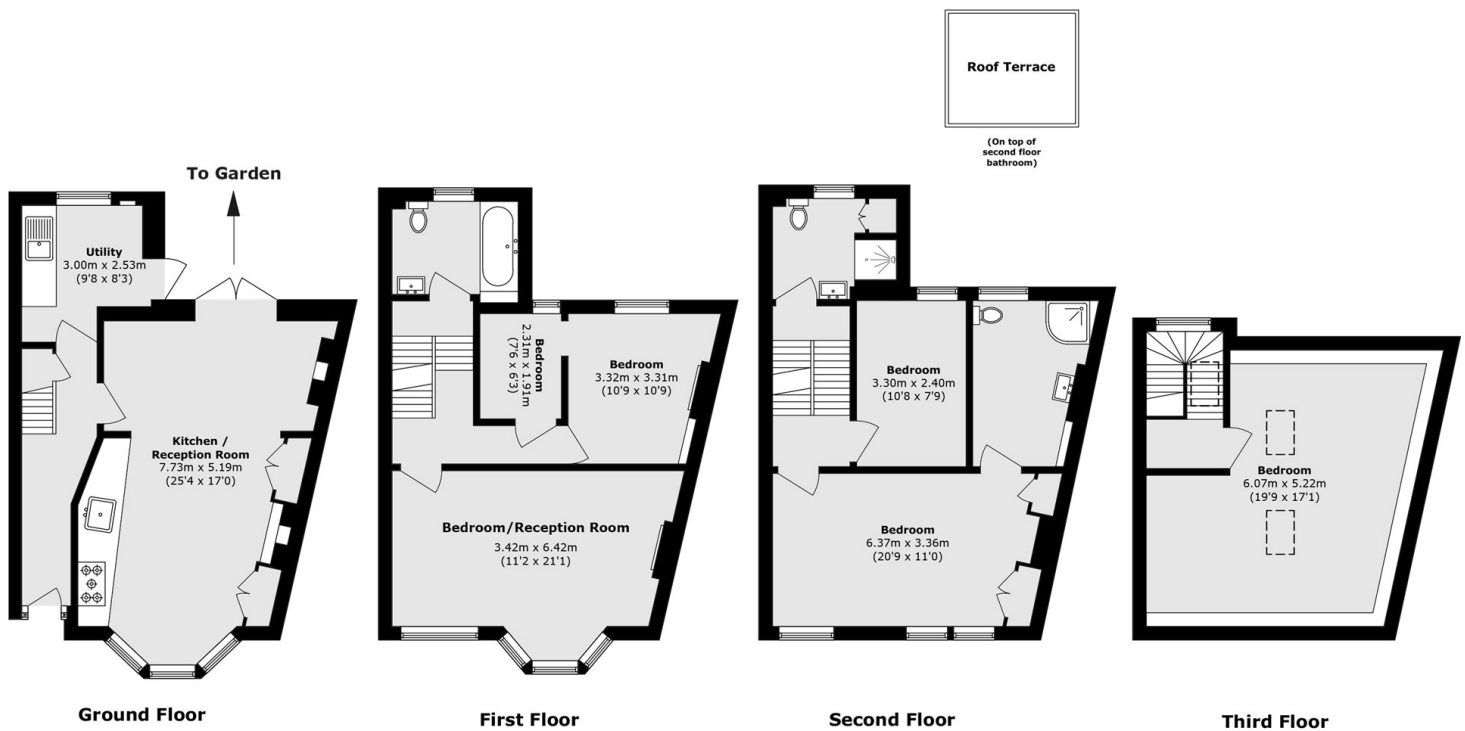 Roof Terrace
(On top of
second floor
bathroom)
To Garden
Utility
3.00m x 2.53m
(9'8 x 8'3)
Kitchen /
Reception Room
7.73m x 5.19m
(25'4 x 17'0)
Ground Floor
Bedroom
2.31m x 1.91m
(7'6 x 6'3)
Bedroom
3.32m x 3.31m
(10'9 x 10'9)
Bedroom/Reception Room
3.42m x 6.42m
(11'2 x 21'1)
First Floor
Bedroom
3.30m x 2.40m
(10'8 x 7'9)
Bedroom
6.37m x 3.36m
(20'9 x 11'0)
Second Floor
Bedroom
6.07m x 5.22m
(19'9 x 17'1)
Third Floor